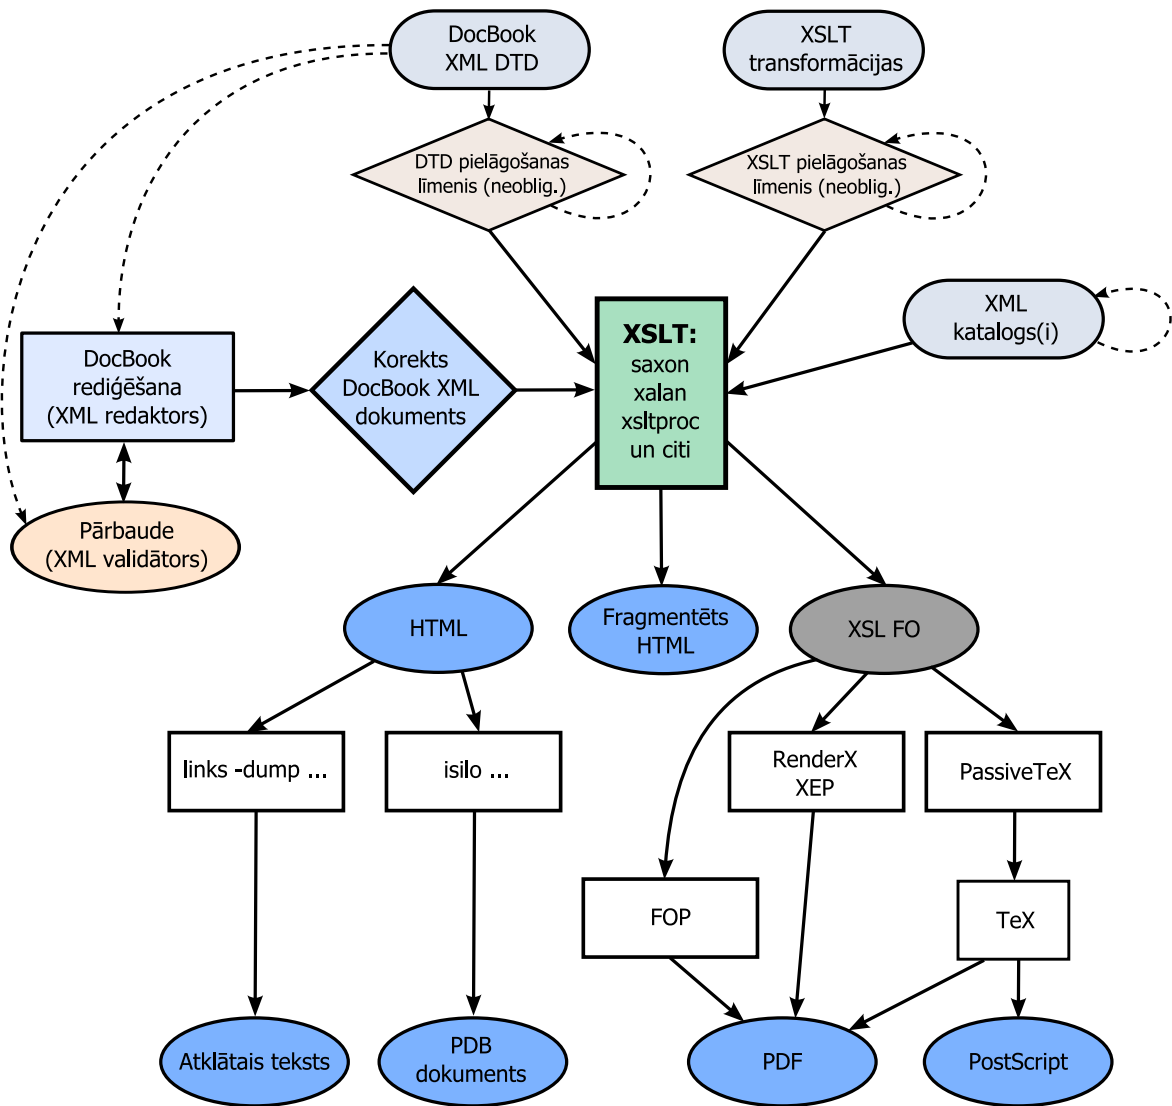 DocBook
XML DTD
XSLT
transformācijas
DTD pielāgošanas
līmenis (neoblig.)
XSLT pielāgošanas
līmenis (neoblig.)
XML
katalogs(i)
DocBook
rediģēšana
(XML redaktors)
Korekts
DocBook XML
dokuments
XSLT:
saxon
xalan
xsltproc
un citi
Pārbaude
(XML validātors)
HTML
Fragmentēts
HTML
XSL FO
links -dump ...
isilo ...
RenderX
XEP
PassiveTeX
FOP
TeX
Atklātais teksts
PDB
dokuments
PDF
PostScript